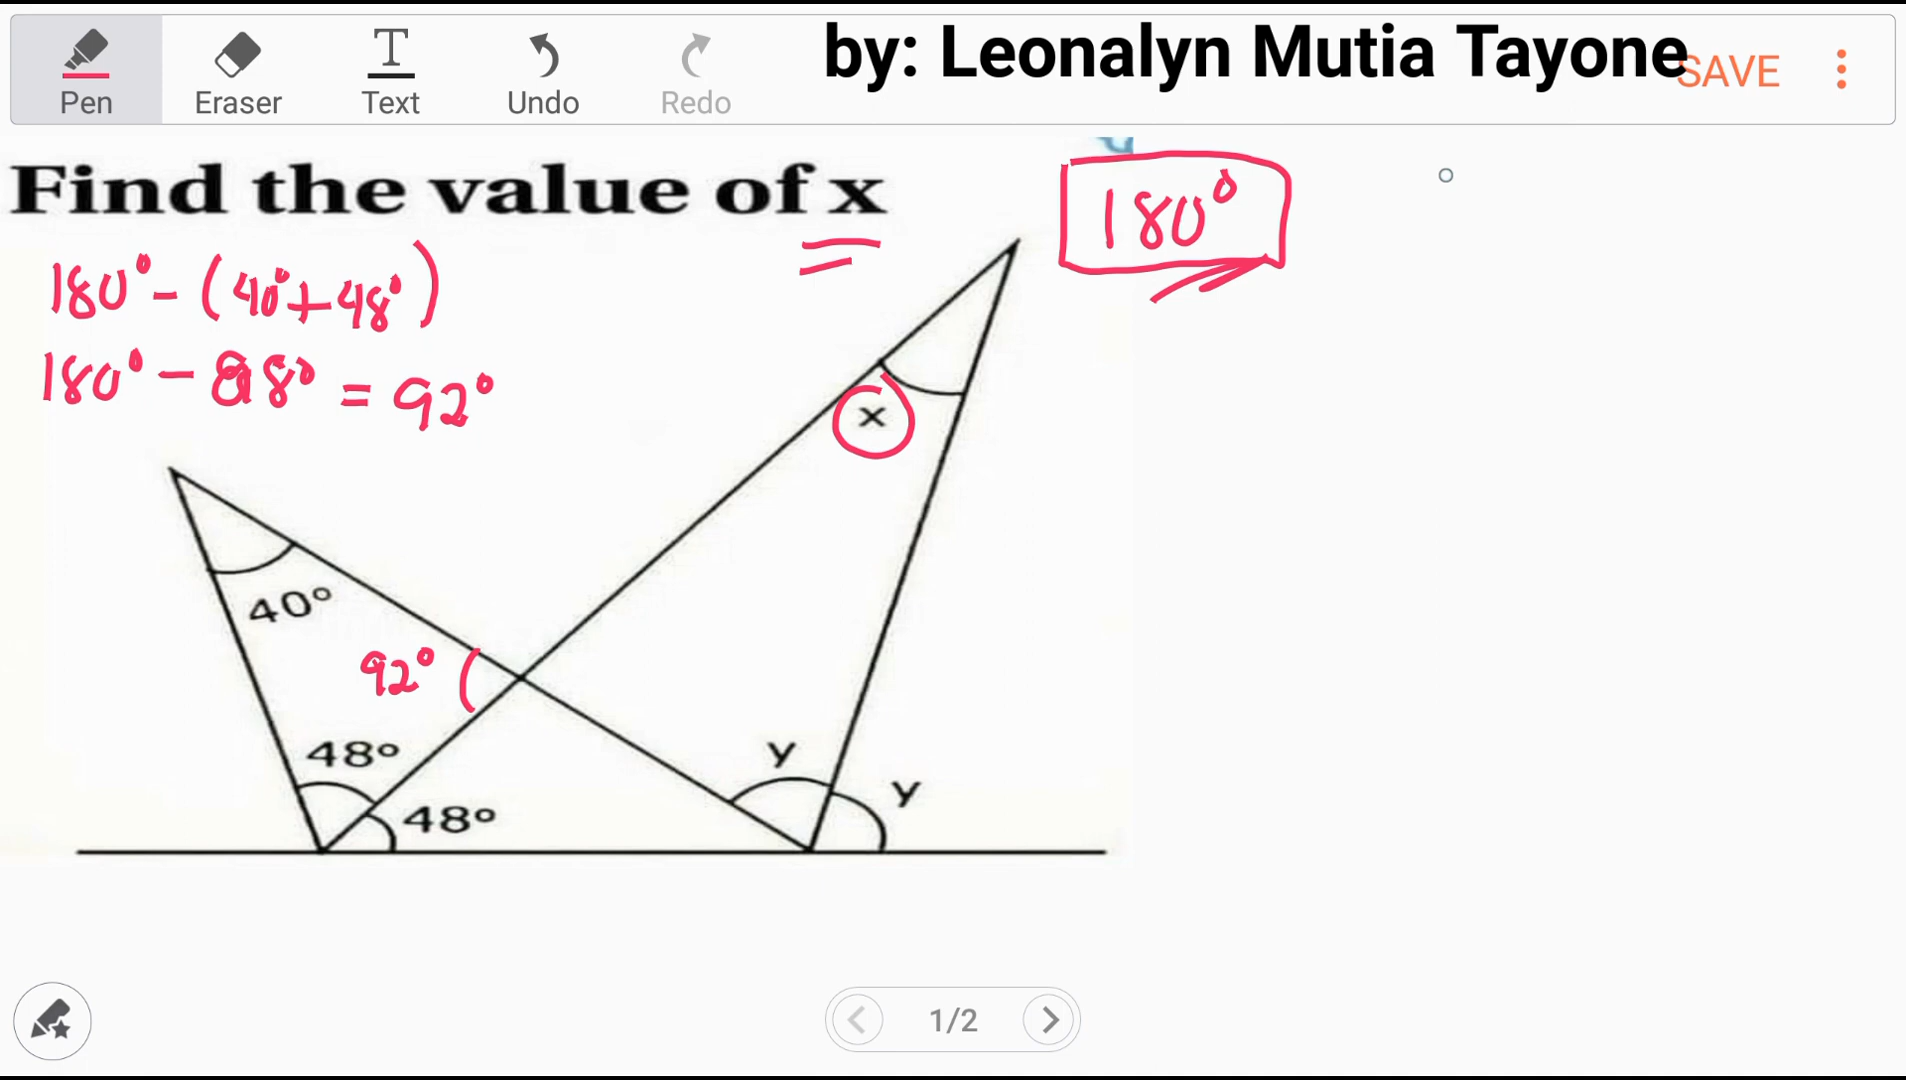 by: Leonalyn Mutia Tayone
Pen
Eraser
Text
Undo
Redo
SAVE
Find the value of x
180°
180° - (40° + 48°)
180° - 88° = 92°
x
40°
92°
48°
48°
y
y
1/2